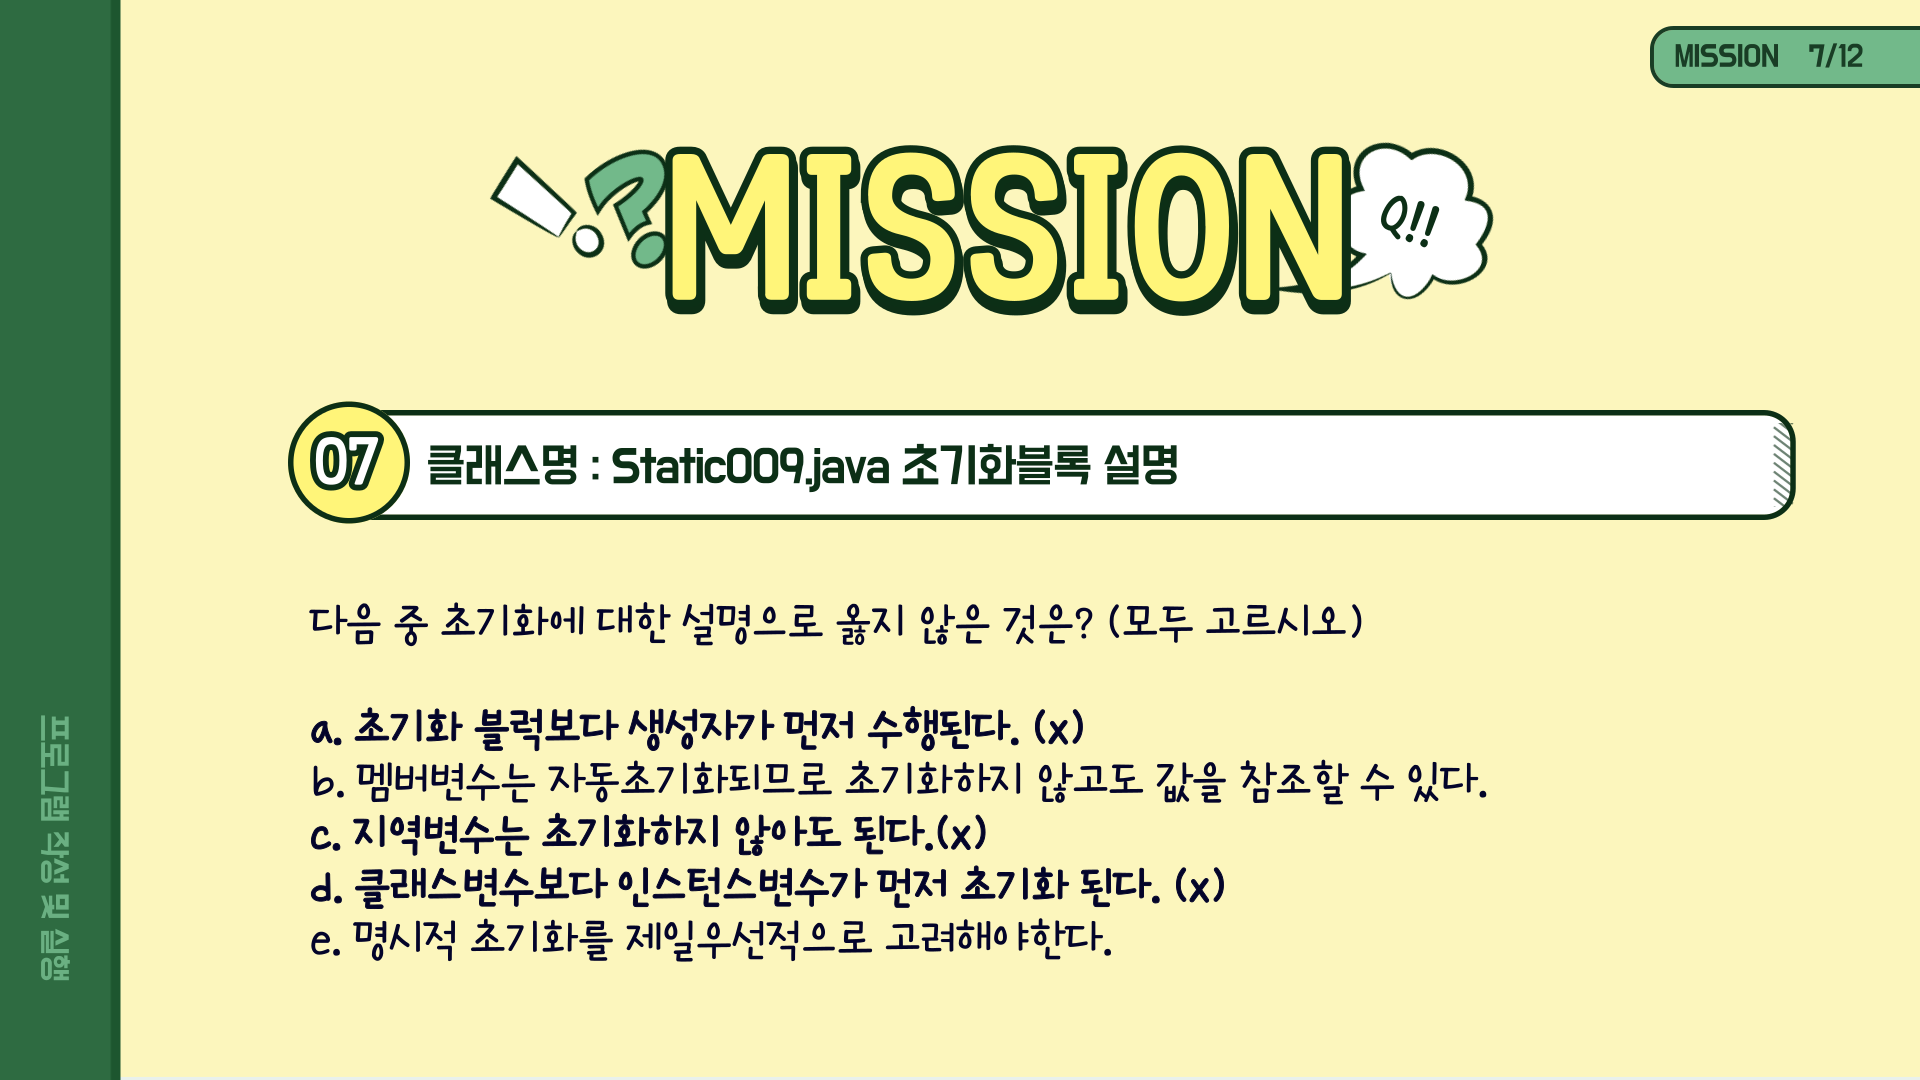 MISSION 7/12
!?MISSION
Q!!
07 클래스명 : Static009.java 초기화블록 설명
다음 중 초기화에 대한 설명으로 옳지 않은 것은? (모두 고르시오)
a. 초기화 블럭보다 생성자가 먼저 수행된다. (x)
b. 멤버변수는 자동초기화되므로 초기화하지 않고도 값을 참조할 수 있다.
c. 지역변수는 초기화하지 않아도 된다.(x)
d. 클래스변수보다 인스턴스변수가 먼저 초기화 된다. (x)
e. 명시적 초기화를 제일우선적으로 고려해야한다.
프로그램 작성 및 실행